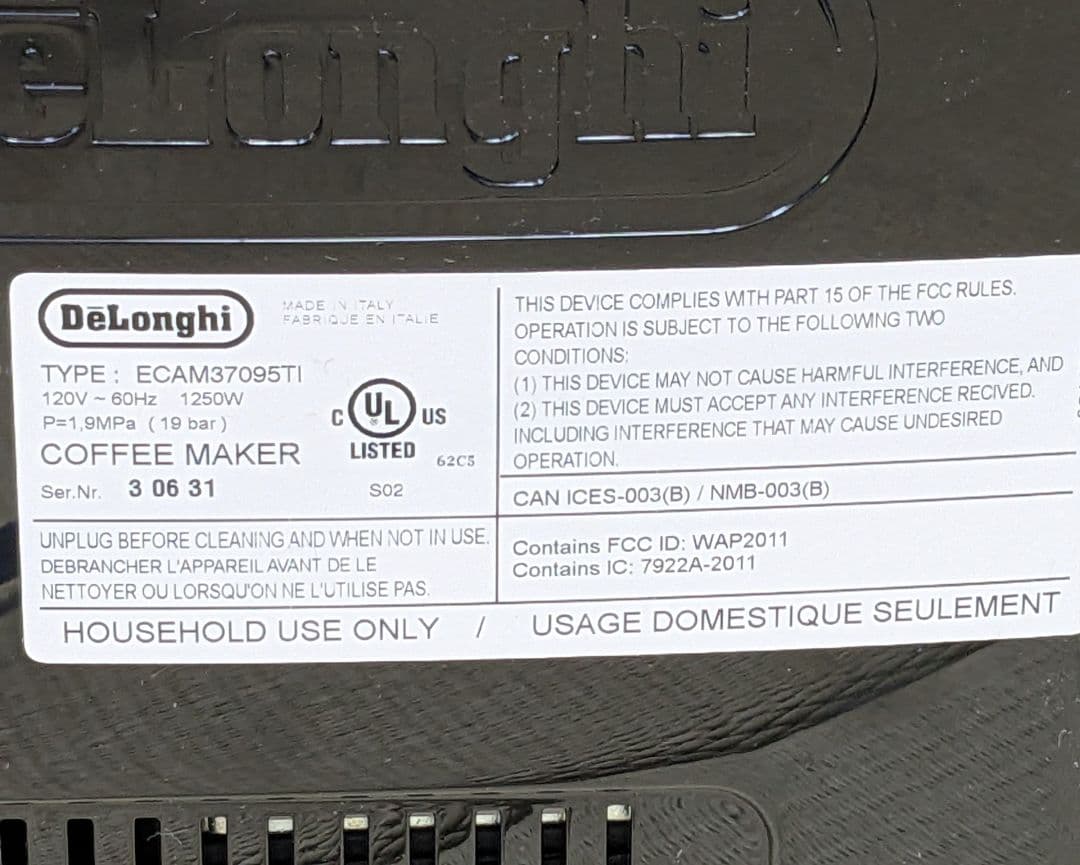 eLonghi
DeLonghi
MADE IN ITALY
FABRIQUE EN ITALIE
TYPE : ECAM37095TI
120V ~ 60Hz 1250W
P=1,9MPa ( 19 bar )
COFFEE MAKER
Ser.Nr. 3 06 31
C UL US
LISTED
62C5
S02
UNPLUG BEFORE CLEANING AND WHEN NOT IN USE.
DEBRANCHER L'APPAREIL AVANT DE LE
NETTOYER OU LORSQU'ON NE L'UTILISE PAS.
THIS DEVICE COMPLIES WITH PART 15 OF THE FCC RULES.
OPERATION IS SUBJECT TO THE FOLLOWING TWO
CONDITIONS:
(1) THIS DEVICE MAY NOT CAUSE HARMFUL INTERFERENCE, AND
(2) THIS DEVICE MUST ACCEPT ANY INTERFERENCE RECIVED.
INCLUDING INTERFERENCE THAT MAY CAUSE UNDESIRED
OPERATION.
CAN ICES-003(B) / NMB-003(B)
Contains FCC ID: WAP2011
Contains IC: 7922A-2011
HOUSEHOLD USE ONLY / USAGE DOMESTIQUE SEULEMENT